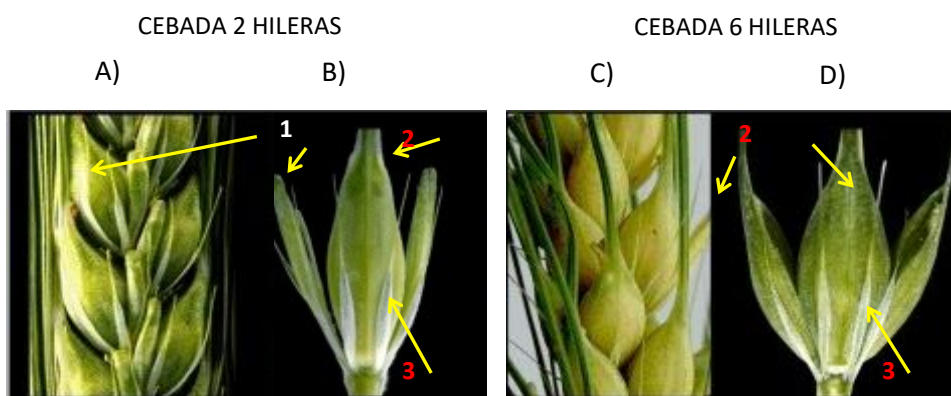 CEBADA 2 HILERAS
CEBADA 6 HILERAS
A)
B)
C)
D)
1
2
2
3
3